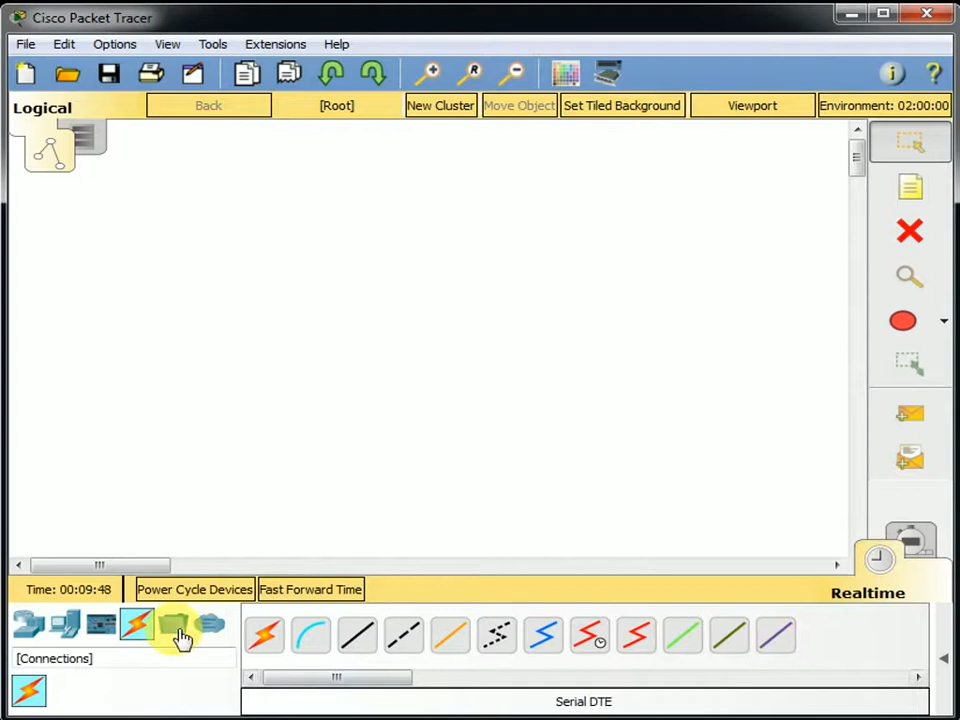 Cisco Packet Tracer
File Edit Options View Tools Extensions Help
R i ?
Logical Back [Root] New Cluster Move Object Set Tiled Background Viewport Environment: 02:00:00
Time: 00:09:48 Power Cycle Devices Fast Forward Time
Realtime
[Connections]
Serial DTE